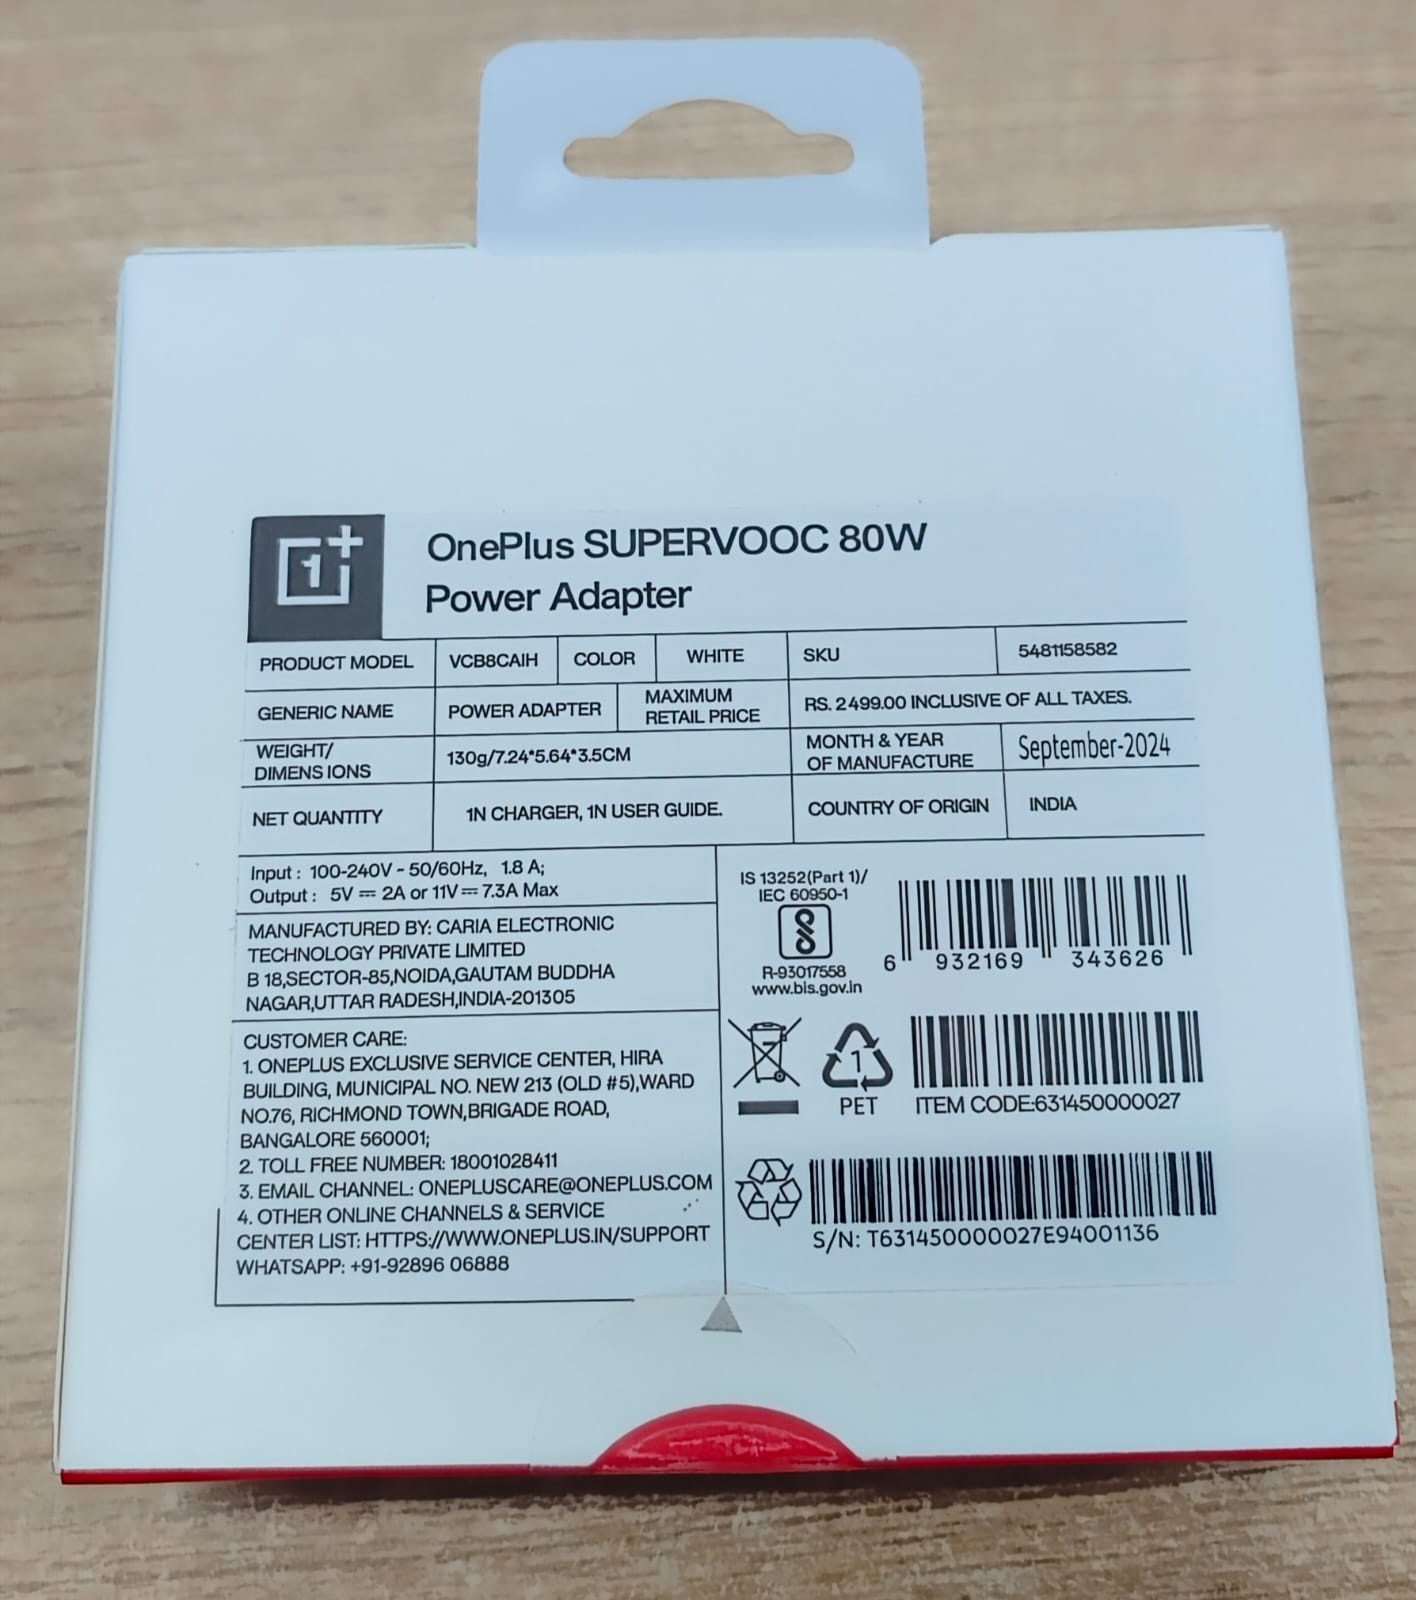 1+
OnePlus SUPERVOOC 80W
Power Adapter
PRODUCT MODEL VCB8CAIH COLOR WHITE SKU 5481158582
GENERIC NAME POWER ADAPTER MAXIMUM RETAIL PRICE RS. 2499.00 INCLUSIVE OF ALL TAXES.
WEIGHT/
DIMENS IONS 130g/7.24*5.64*3.5CM MONTH & YEAR
OF MANUFACTURE September-2024
NET QUANTITY 1N CHARGER, 1N USER GUIDE. COUNTRY OF ORIGIN INDIA
Input : 100-240V - 50/60Hz, 1.8 A;
Output : 5V ⎓ 2A or 11V ⎓ 7.3A Max
MANUFACTURED BY: CARIA ELECTRONIC
TECHNOLOGY PRIVATE LIMITED
B 18,SECTOR-85,NOIDA,GAUTAM BUDDHA
NAGAR,UTTAR RADESH,INDIA-201305
CUSTOMER CARE:
1. ONEPLUS EXCLUSIVE SERVICE CENTER, HIRA
BUILDING, MUNICIPAL NO. NEW 213 (OLD #5),WARD
NO.76, RICHMOND TOWN,BRIGADE ROAD,
BANGALORE 560001;
2. TOLL FREE NUMBER: 18001028411
3. EMAIL CHANNEL: ONEPLUSCARE@ONEPLUS.COM
4. OTHER ONLINE CHANNELS & SERVICE
CENTER LIST: HTTPS://WWW.ONEPLUS.IN/SUPPORT
WHATSAPP: +91-92896 06888
IS 13252(Part 1)/
IEC 60950-1
R-93017558
www.bis.gov.in
6 932169 343626
1
PET
ITEM CODE:631450000027
S/N: T631450000027E94001136